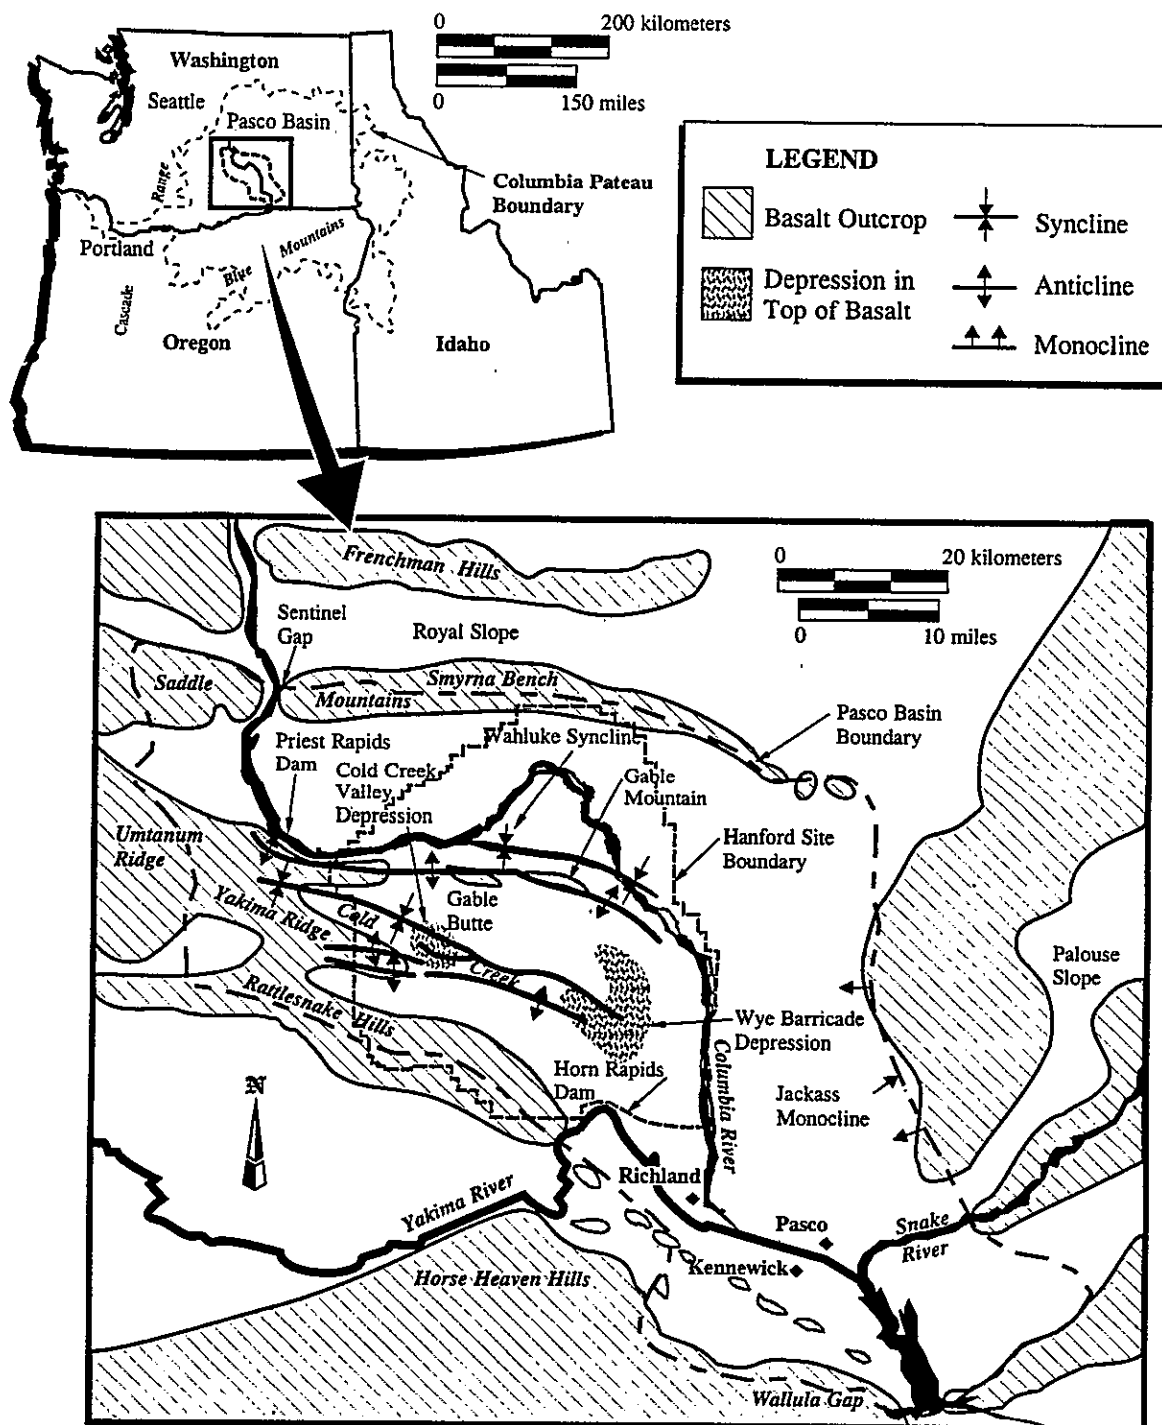 0
200 kilometers
0
150 miles
Washington
Seattle
Pasco Basin
Range
Columbia Pateau
Boundary
Portland
Mountains
Blue
Cascade
Oregon
Idaho
LEGEND
Basalt Outcrop
Syncline
Depression in
Top of Basalt
Anticline
Monocline
Frenchman Hills
0
20 kilometers
0
10 miles
Sentinel
Gap
Royal Slope
Saddle
Mountains
Smyrna Bench
Pasco Basin
Boundary
Priest Rapids
Dam
Wahluke Syncline
Cold Creek
Valley
Depression
Gable
Mountain
Umtanum
Ridge
Hanford Site
Boundary
Gable
Butte
Yakima Ridge
Cold
Creek
Palouse
Slope
Rattlesnake Hills
Wye Barricade
Depression
Horn Rapids
Dam
Columbia River
Jackass
Monocline
N
Richland
Yakima River
Pasco
Snake
River
Kennewick
Horse Heaven Hills
Wallula Gap